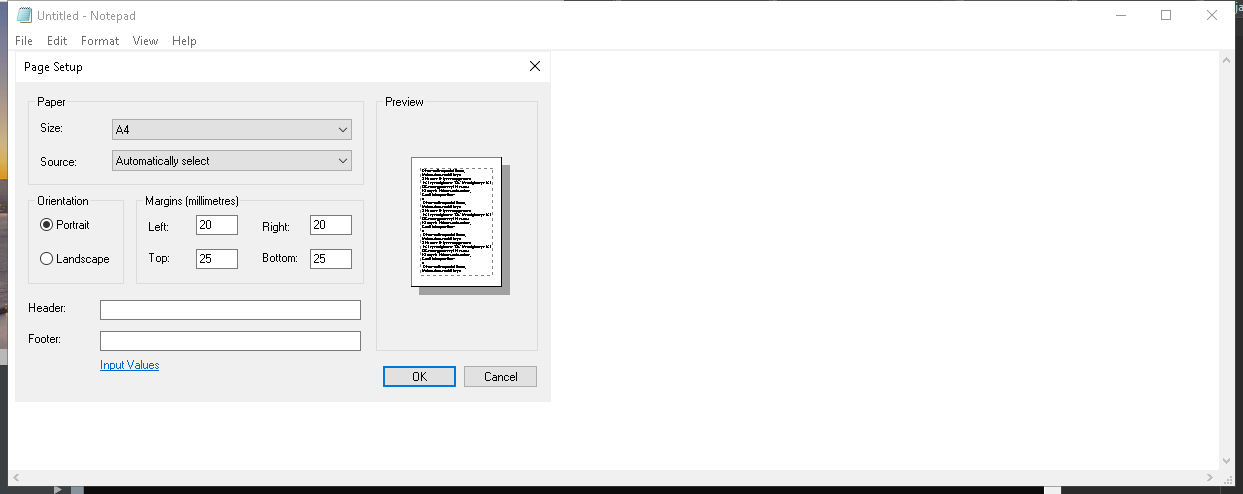 Untitled - Notepad
File Edit Format View Help
Page Setup
Paper
Size: A4
Source: Automatically select
Orientation
Portrait
Landscape
Margins (millimetres)
Left: 20 Right: 20
Top: 25 Bottom: 25
Header:
Footer:
Input Values
Preview
OK Cancel